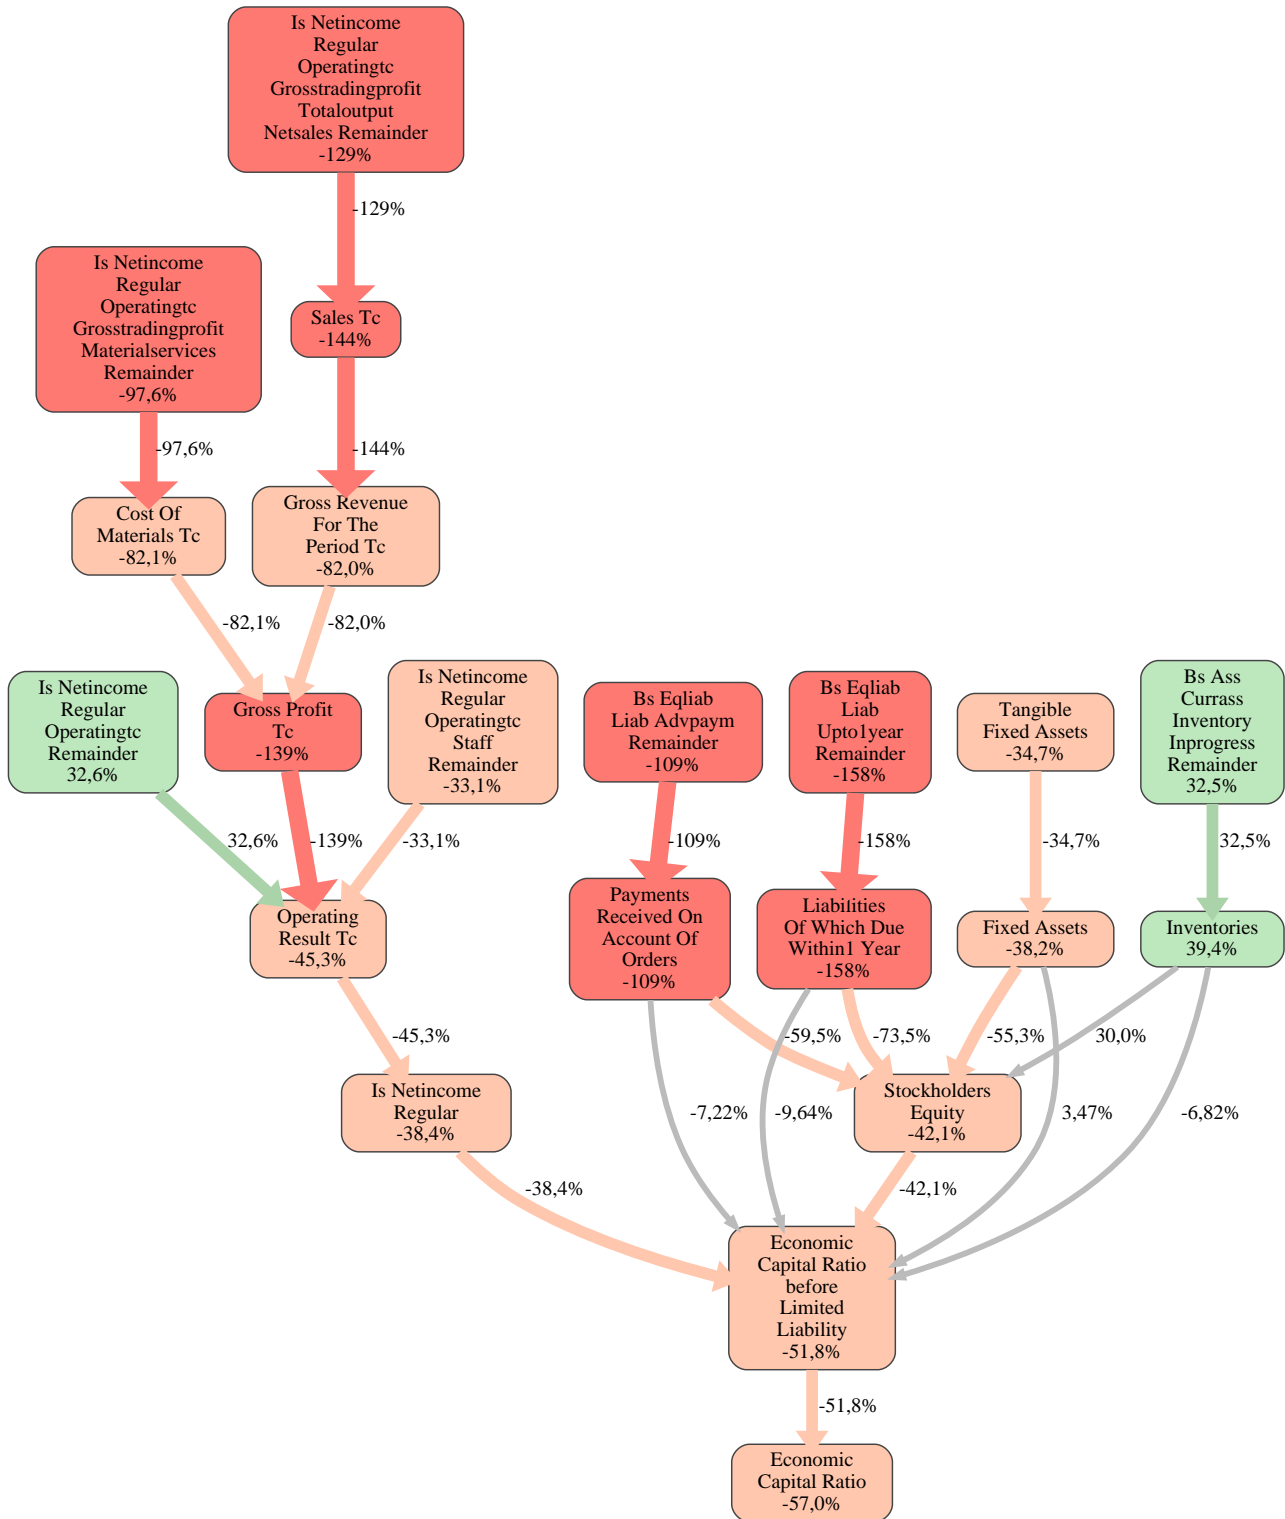 Is Netincome
Regular
Operatingtc
Grosstradingprofit
Totaloutput
Netsales Remainder
-129%
-129%
Is Netincome
Regular
Operatingtc
Grosstradingprofit
Materialservices
Remainder
-97,6%
Sales Tc
-144%
-97,6%
-144%
Cost Of
Materials Tc
-82,1%
Gross Revenue
For The
Period Tc
-82,0%
-82,1%
-82,0%
Is Netincome
Regular
Operatingtc
Remainder
32,6%
Gross Profit
Tc
-139%
Is Netincome
Regular
Operatingtc
Staff
Remainder
-33,1%
Bs Eqliab
Liab Advpaym
Remainder
-109%
Bs Eqliab
Liab
Upto1year
Remainder
-158%
Tangible
Fixed Assets
-34,7%
Bs Ass
Currass
Inventory
Inprogress
Remainder
32,5%
32,6%
-139%
-33,1%
-109%
-158%
-34,7%
32,5%
Operating
Result Tc
-45,3%
Payments
Received On
Account Of
Orders
-109%
Liabilities
Of Which Due
Within1 Year
-158%
Fixed Assets
-38,2%
Inventories
39,4%
-45,3%
-59,5%
-73,5%
-55,3%
30,0%
Is Netincome
Regular
-38,4%
-7,22%
-9,64%
Stockholders
Equity
-42,1%
3,47%
-6,82%
-38,4%
-42,1%
Economic
Capital Ratio
before
Limited
Liability
-51,8%
-51,8%
Economic
Capital Ratio
-57,0%